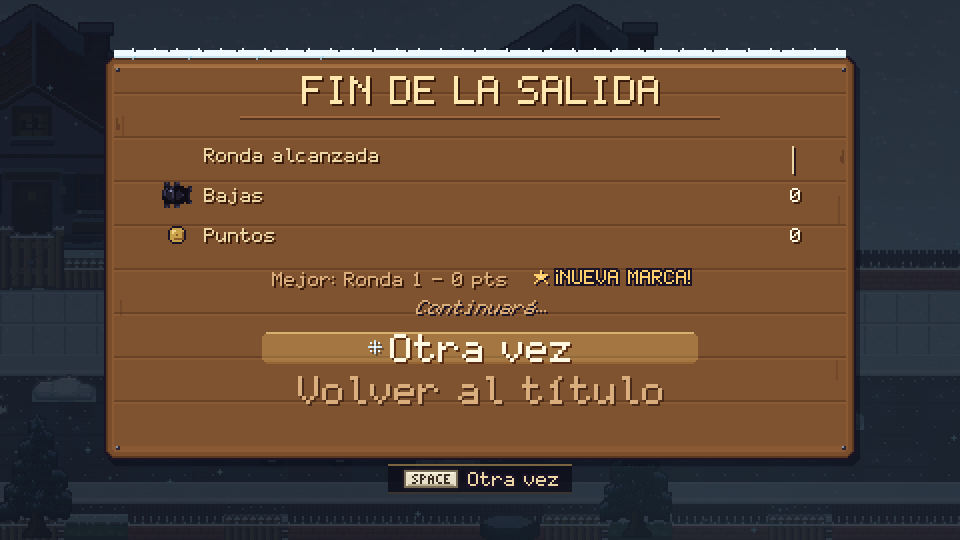 FIN DE LA SALIDA
Ronda alcanzada |
Bajas 0
Puntos 0
Mejor: Ronda 1 - 0 pts ¡NUEVA MARCA!
Continuará...
Otra vez
Volver al título
SPACE Otra vez